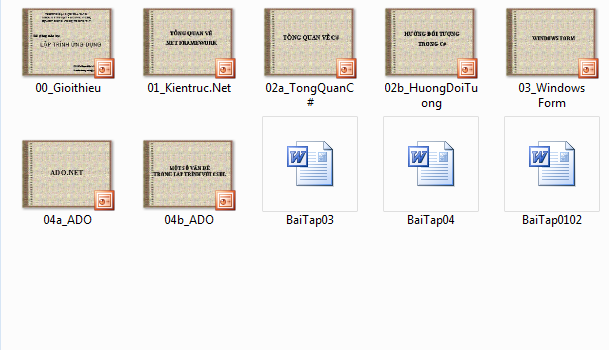 LẬP TRÌNH ỨNG DỤNG
TỔNG QUAN VỀ
.NET FRAMEWORK
TỔNG QUAN VỀ C#
HƯỚNG ĐỐI TƯỢNG
TRONG C#
WINDOWS FORM
00_Gioithieu
01_Kientruc.Net
02a_TongQuanC
#
02b_HuongDoiTu
ong
03_Windows
Form
ADO.NET
MỘT SỐ VẤN ĐỀ
TRONG LẬP TRÌNH VỚI CSDL
04a_ADO
04b_ADO
BaiTap03
BaiTap04
BaiTap0102